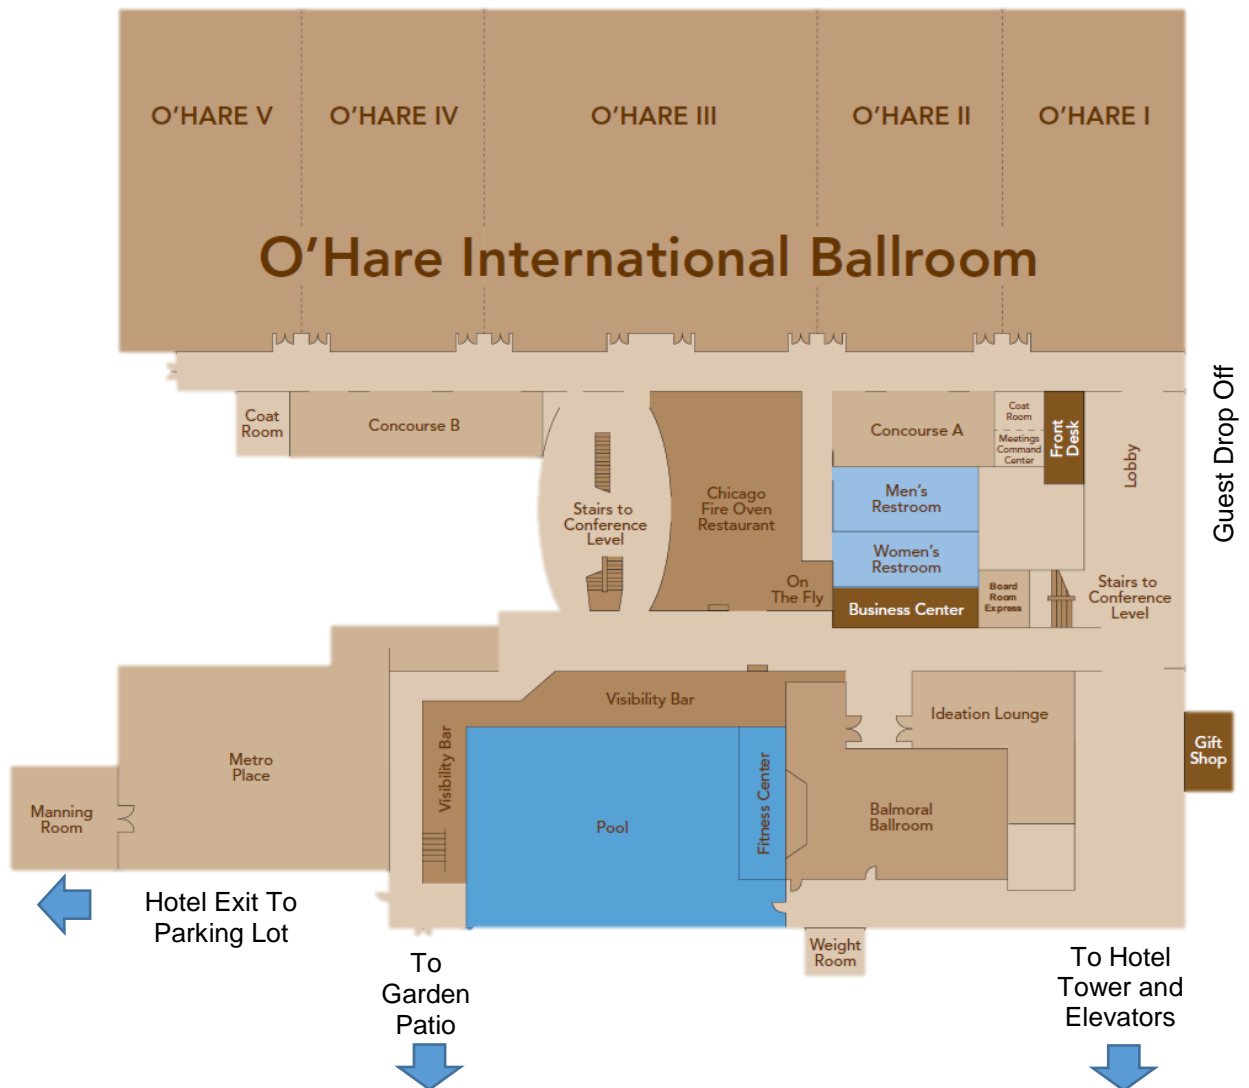 O'HARE V
O'HARE IV
O'HARE III
O'HARE II
O'HARE I
O'Hare International Ballroom
Coat
Room
Concourse B
Stairs to
Conference
Level
Chicago
Fire Oven
Restaurant
On
The Fly
Concourse A
Coat
Room
Meetings
Command
Center
Front
Desk
Lobby
Guest Drop Off
Men's
Restroom
Women's
Restroom
Business Center
Board
Room
Express
Stairs to
Conference
Level
Visibility Bar
Visibility Bar
Ideation Lounge
Gift
Shop
Metro
Place
Manning
Room
Pool
Fitness Center
Balmoral
Ballroom
Weight
Room
Hotel Exit To
Parking Lot
To
Garden
Patio
To Hotel
Tower and
Elevators